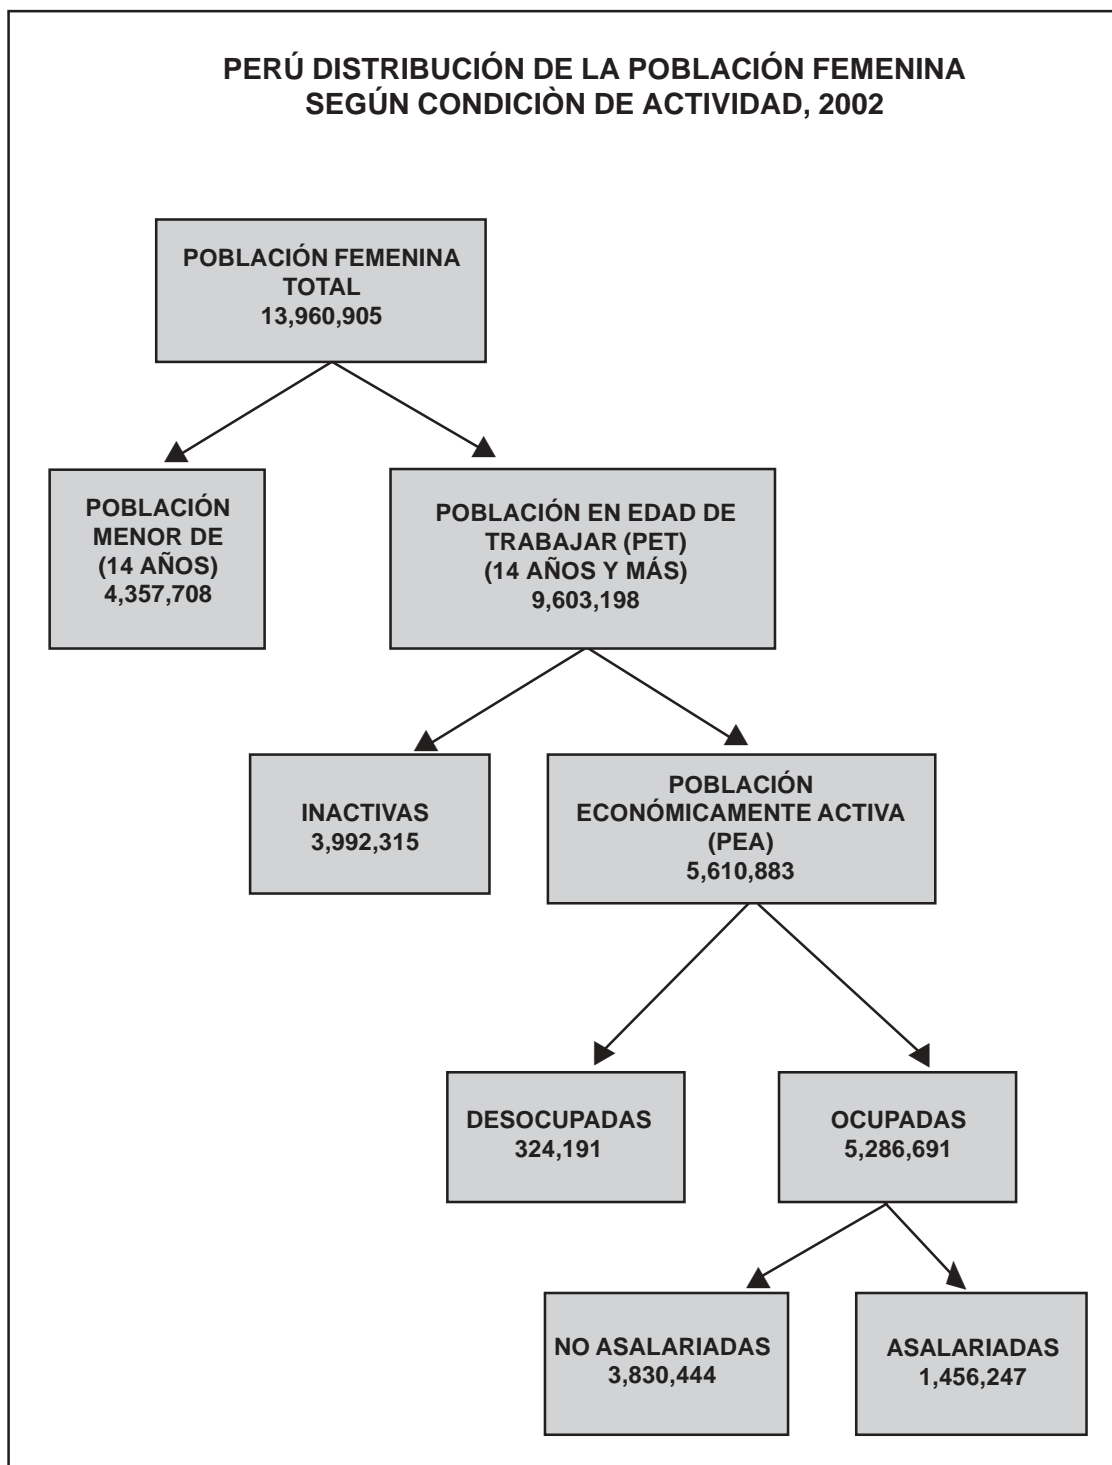 PERÚ DISTRIBUCIÓN DE LA POBLACIÓN FEMENINA
SEGÚN CONDICIÒN DE ACTIVIDAD, 2002
POBLACIÓN FEMENINA
TOTAL
13,960,905
POBLACIÓN
MENOR DE
(14 AÑOS)
4,357,708
POBLACIÓN EN EDAD DE
TRABAJAR (PET)
(14 AÑOS Y MÁS)
9,603,198
INACTIVAS
3,992,315
POBLACIÓN
ECONÓMICAMENTE ACTIVA
(PEA)
5,610,883
DESOCUPADAS
324,191
OCUPADAS
5,286,691
NO ASALARIADAS
3,830,444
ASALARIADAS
1,456,247